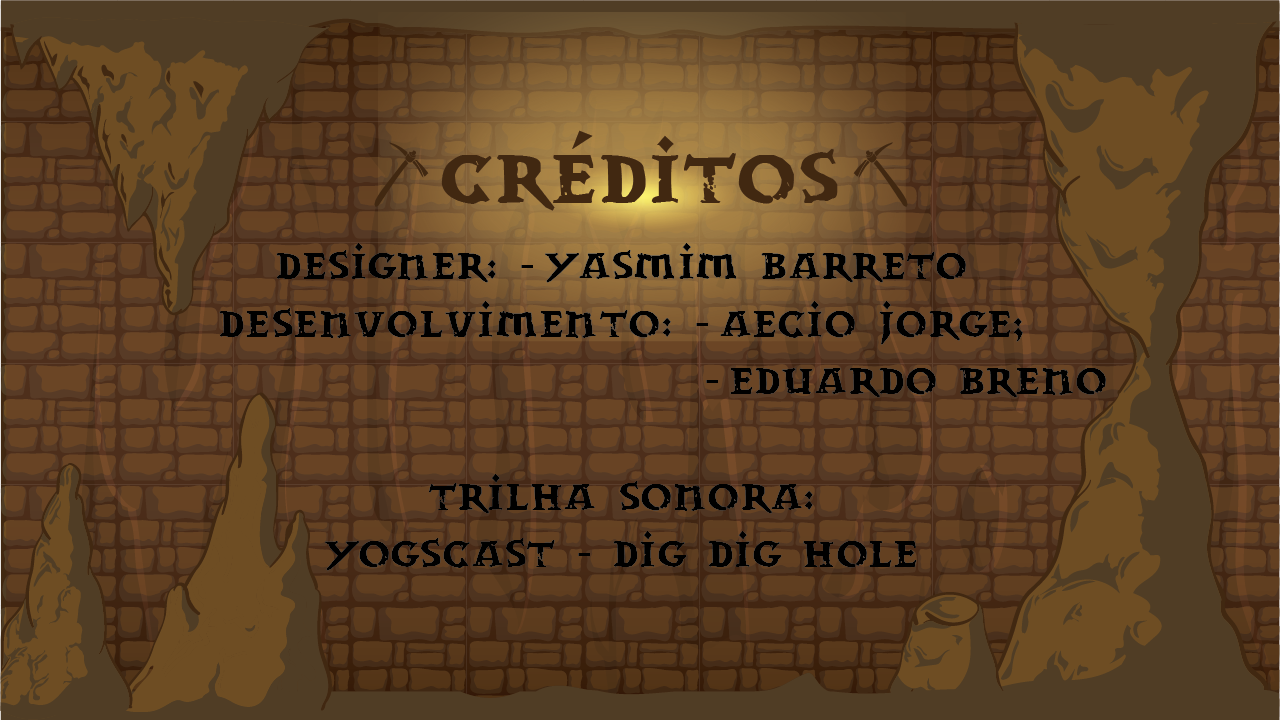 CRÉDITOS
DESIGNER: - YASMIM BARRETO
DESENVOLVIMENTO: - AECIO JORGE;
- EDUARDO BRENO
TRILHA SONORA:
YOGSCAST - DIG DIG HOLE